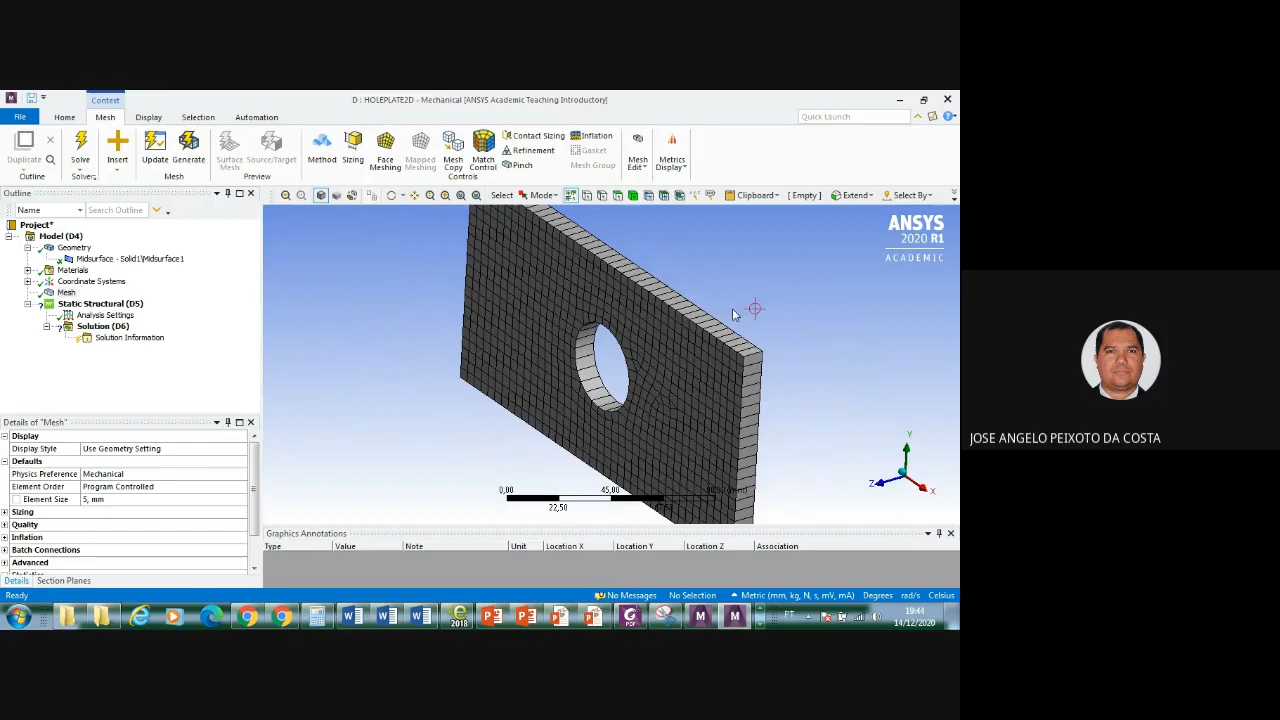 Context
D : HOLEPLATE2D - Mechanical [ANSYS Academic Teaching Introductory]
File Home Mesh Display Selection Automation
Quick Launch
Duplicate
Outline
Solve
Solvers
Insert
Update
Generate
Mesh
Surface Mesh
Source/Target
Preview
Method
Sizing
Face Meshing
Mapped Meshing
Mesh Copy
Match Control
Contact Sizing
Refinement
Pinch
Controls
Inflation
Gasket
Mesh Group
Mesh Edit
Metrics Display
Outline
Name
Search Outline
Select Mode Clipboard [ Empty ] Extend Select By
Project*
Model (D4)
Geometry
Midsurface - Solid1\Midsurface1
Materials
Coordinate Systems
Mesh
Static Structural (D5)
Analysis Settings
Solution (D6)
Solution Information
ANSYS
2020 R1
ACADEMIC
Details of "Mesh"
Display
Display Style Use Geometry Setting
Defaults
Physics Preference Mechanical
Element Order Program Controlled
Element Size 5, mm
Sizing
Quality
Inflation
Batch Connections
Advanced
Details Section Planes
0,00 45,00
22,50
Y
Z
X
Graphics Annotations
Type Value Note Unit Location X Location Y Location Z Association
Ready
No Messages No Selection Metric (mm, kg, N, s, mV, mA) Degrees rad/s Celsius
2018
PDF
PT
19:44
14/12/2020
JOSE ANGELO PEIXOTO DA COSTA